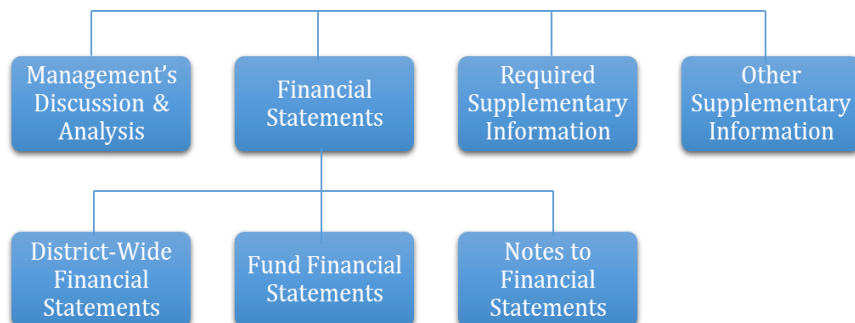 Management’s
Discussion &
Analysis
Financial
Statements
Required
Supplementary
Information
Other
Supplementary
Information
District-Wide
Financial
Statements
Fund Financial
Statements
Notes to
Financial
Statements